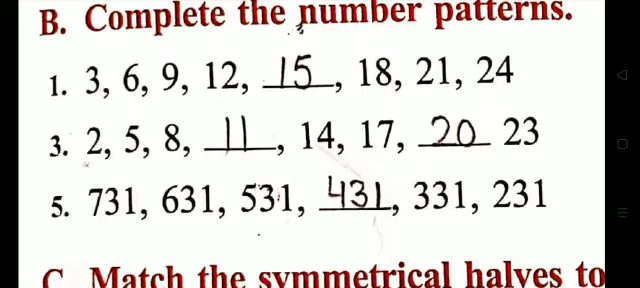 B. Complete the number patterns.
1. 3, 6, 9, 12, 15, 18, 21, 24
3. 2, 5, 8, 11, 14, 17, 20 23
5. 731, 631, 531, 431, 331, 231
C. Match the symmetrical halves to